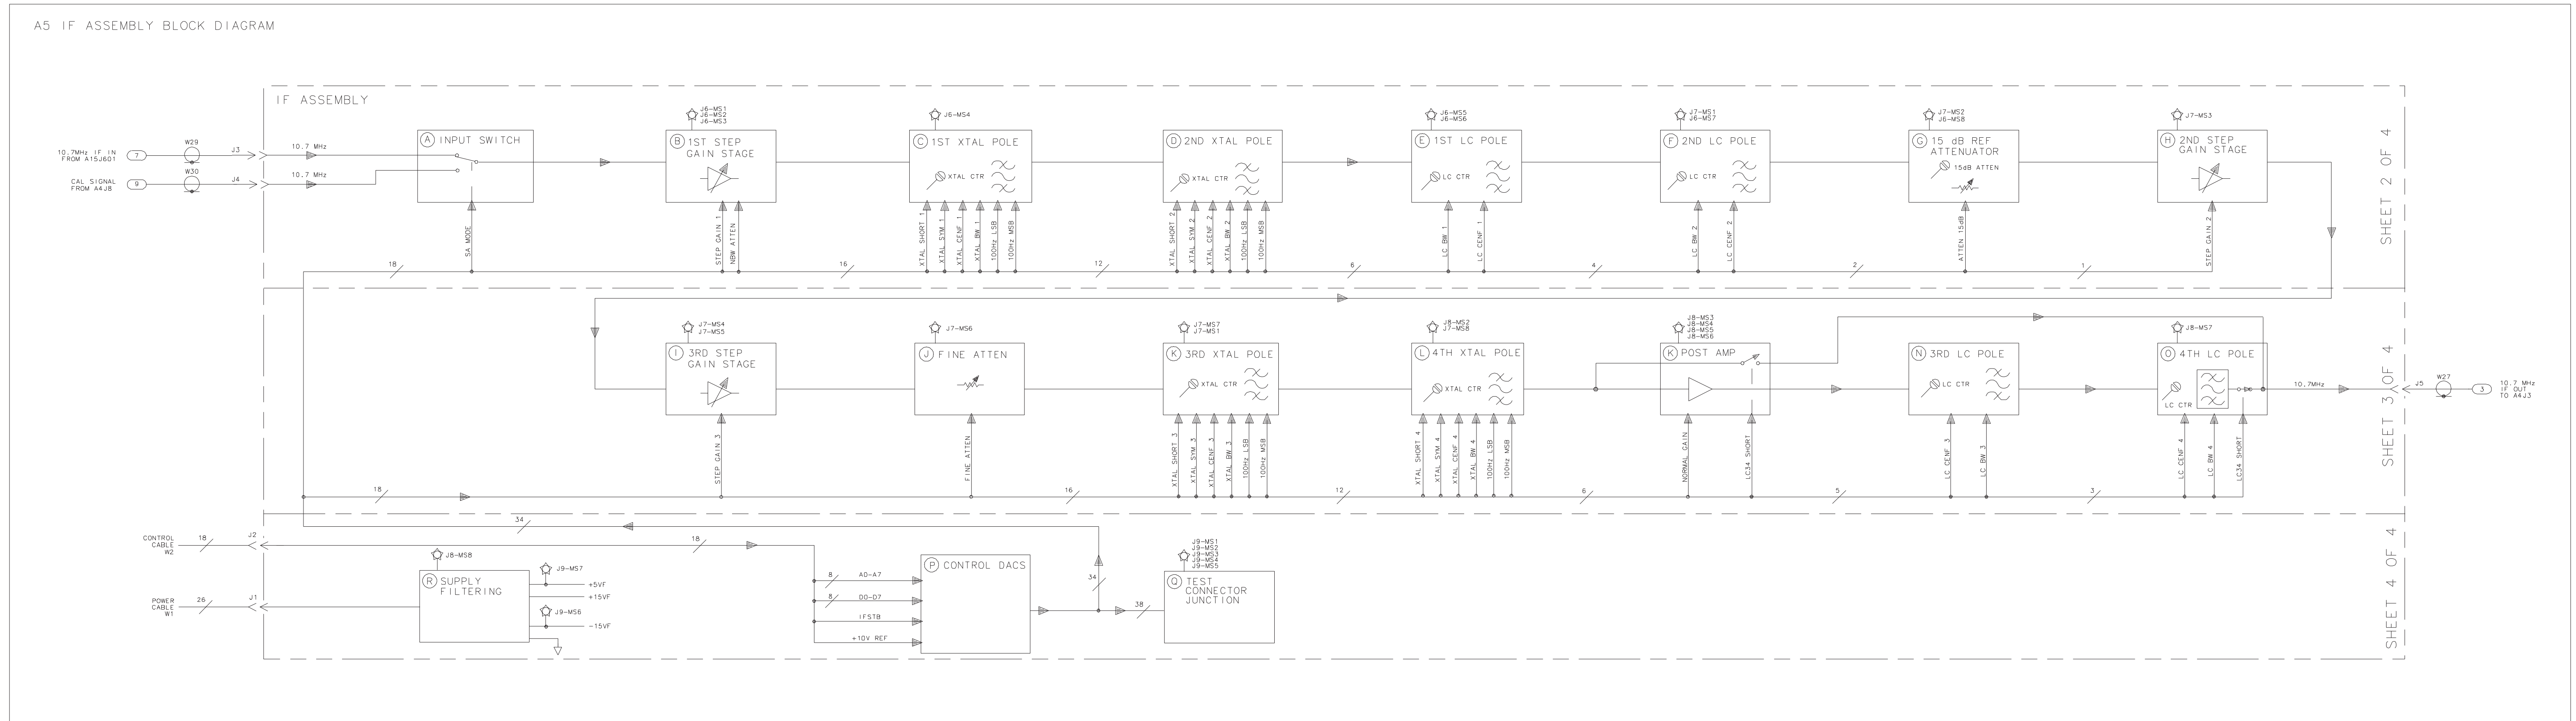 A5 IF ASSEMBLY BLOCK DIAGRAM
IF ASSEMBLY
10.7MHz IF IN
FROM A15J601
7
W29
J3
10.7 MHz
CAL SIGNAL
FROM A4J8
9
W30
J4
10.7 MHz
A INPUT SWITCH
SA MODE
J6-MS1
J6-MS2
J6-MS3
B 1ST STEP
GAIN STAGE
STEP GAIN 1
NBW ATTEN
J6-MS4
C 1ST XTAL POLE
XTAL CTR
XTAL SHORT 1
XTAL SYM 1
XTAL CENF 1
XTAL BW 1
100Hz LSB
100Hz MSB
D 2ND XTAL POLE
XTAL CTR
XTAL SHORT 2
XTAL SYM 2
XTAL CENF 2
XTAL BW 2
100Hz LSB
100Hz MSB
J6-MS5
J6-MS6
E 1ST LC POLE
LC CTR
LC BW 1
LC CENF 1
J7-MS1
J6-MS7
F 2ND LC POLE
LC CTR
LC BW 2
LC CENF 2
J7-MS2
J6-MS8
G 15 dB REF
ATTENUATOR
15dB ATTEN
ATTEN 15dB
J7-MS3
H 2ND STEP
GAIN STAGE
STEP GAIN 2
18
16
12
6
4
2
1
SHEET 2 OF 4
J7-MS4
J7-MS5
I 3RD STEP
GAIN STAGE
STEP GAIN 3
J7-MS6
J FINE ATTEN
FINE ATTEN
J7-MS7
J7-MS1
K 3RD XTAL POLE
XTAL CTR
XTAL SHORT 3
XTAL SYM 3
XTAL CENF 3
XTAL BW 3
100Hz LSB
100Hz MSB
J8-MS2
J7-MS8
L 4TH XTAL POLE
XTAL CTR
XTAL SHORT 4
XTAL SYM 4
XTAL CENF 4
XTAL BW 4
100Hz LSB
100Hz MSB
J8-MS3
J8-MS4
J8-MS5
J8-MS6
K POST AMP
NORMAL GAIN
LC34 SHORT
N 3RD LC POLE
LC CTR
LC CENF 3
LC BW 3
J8-MS7
O 4TH LC POLE
LC CTR
LC CENF 4
LC BW 4
LC34 SHORT
10.7MHz
J5
W27
3
10.7 MHz
IF OUT
TO A4J3
18
16
12
6
5
3
SHEET 3 OF 4
34
CONTROL
CABLE
W2
18
J2
18
POWER
CABLE
W1
26
J1
J8-MS8
R SUPPLY
FILTERING
J9-MS7
+5VF
+15VF
J9-MS6
-15VF
8
A0-A7
8
D0-D7
IFSTB
+10V REF
P CONTROL DACS
34
38
J9-MS1
J9-MS2
J9-MS3
J9-MS4
J9-MS5
Q TEST
CONNECTOR
JUNCTION
SHEET 4 OF 4